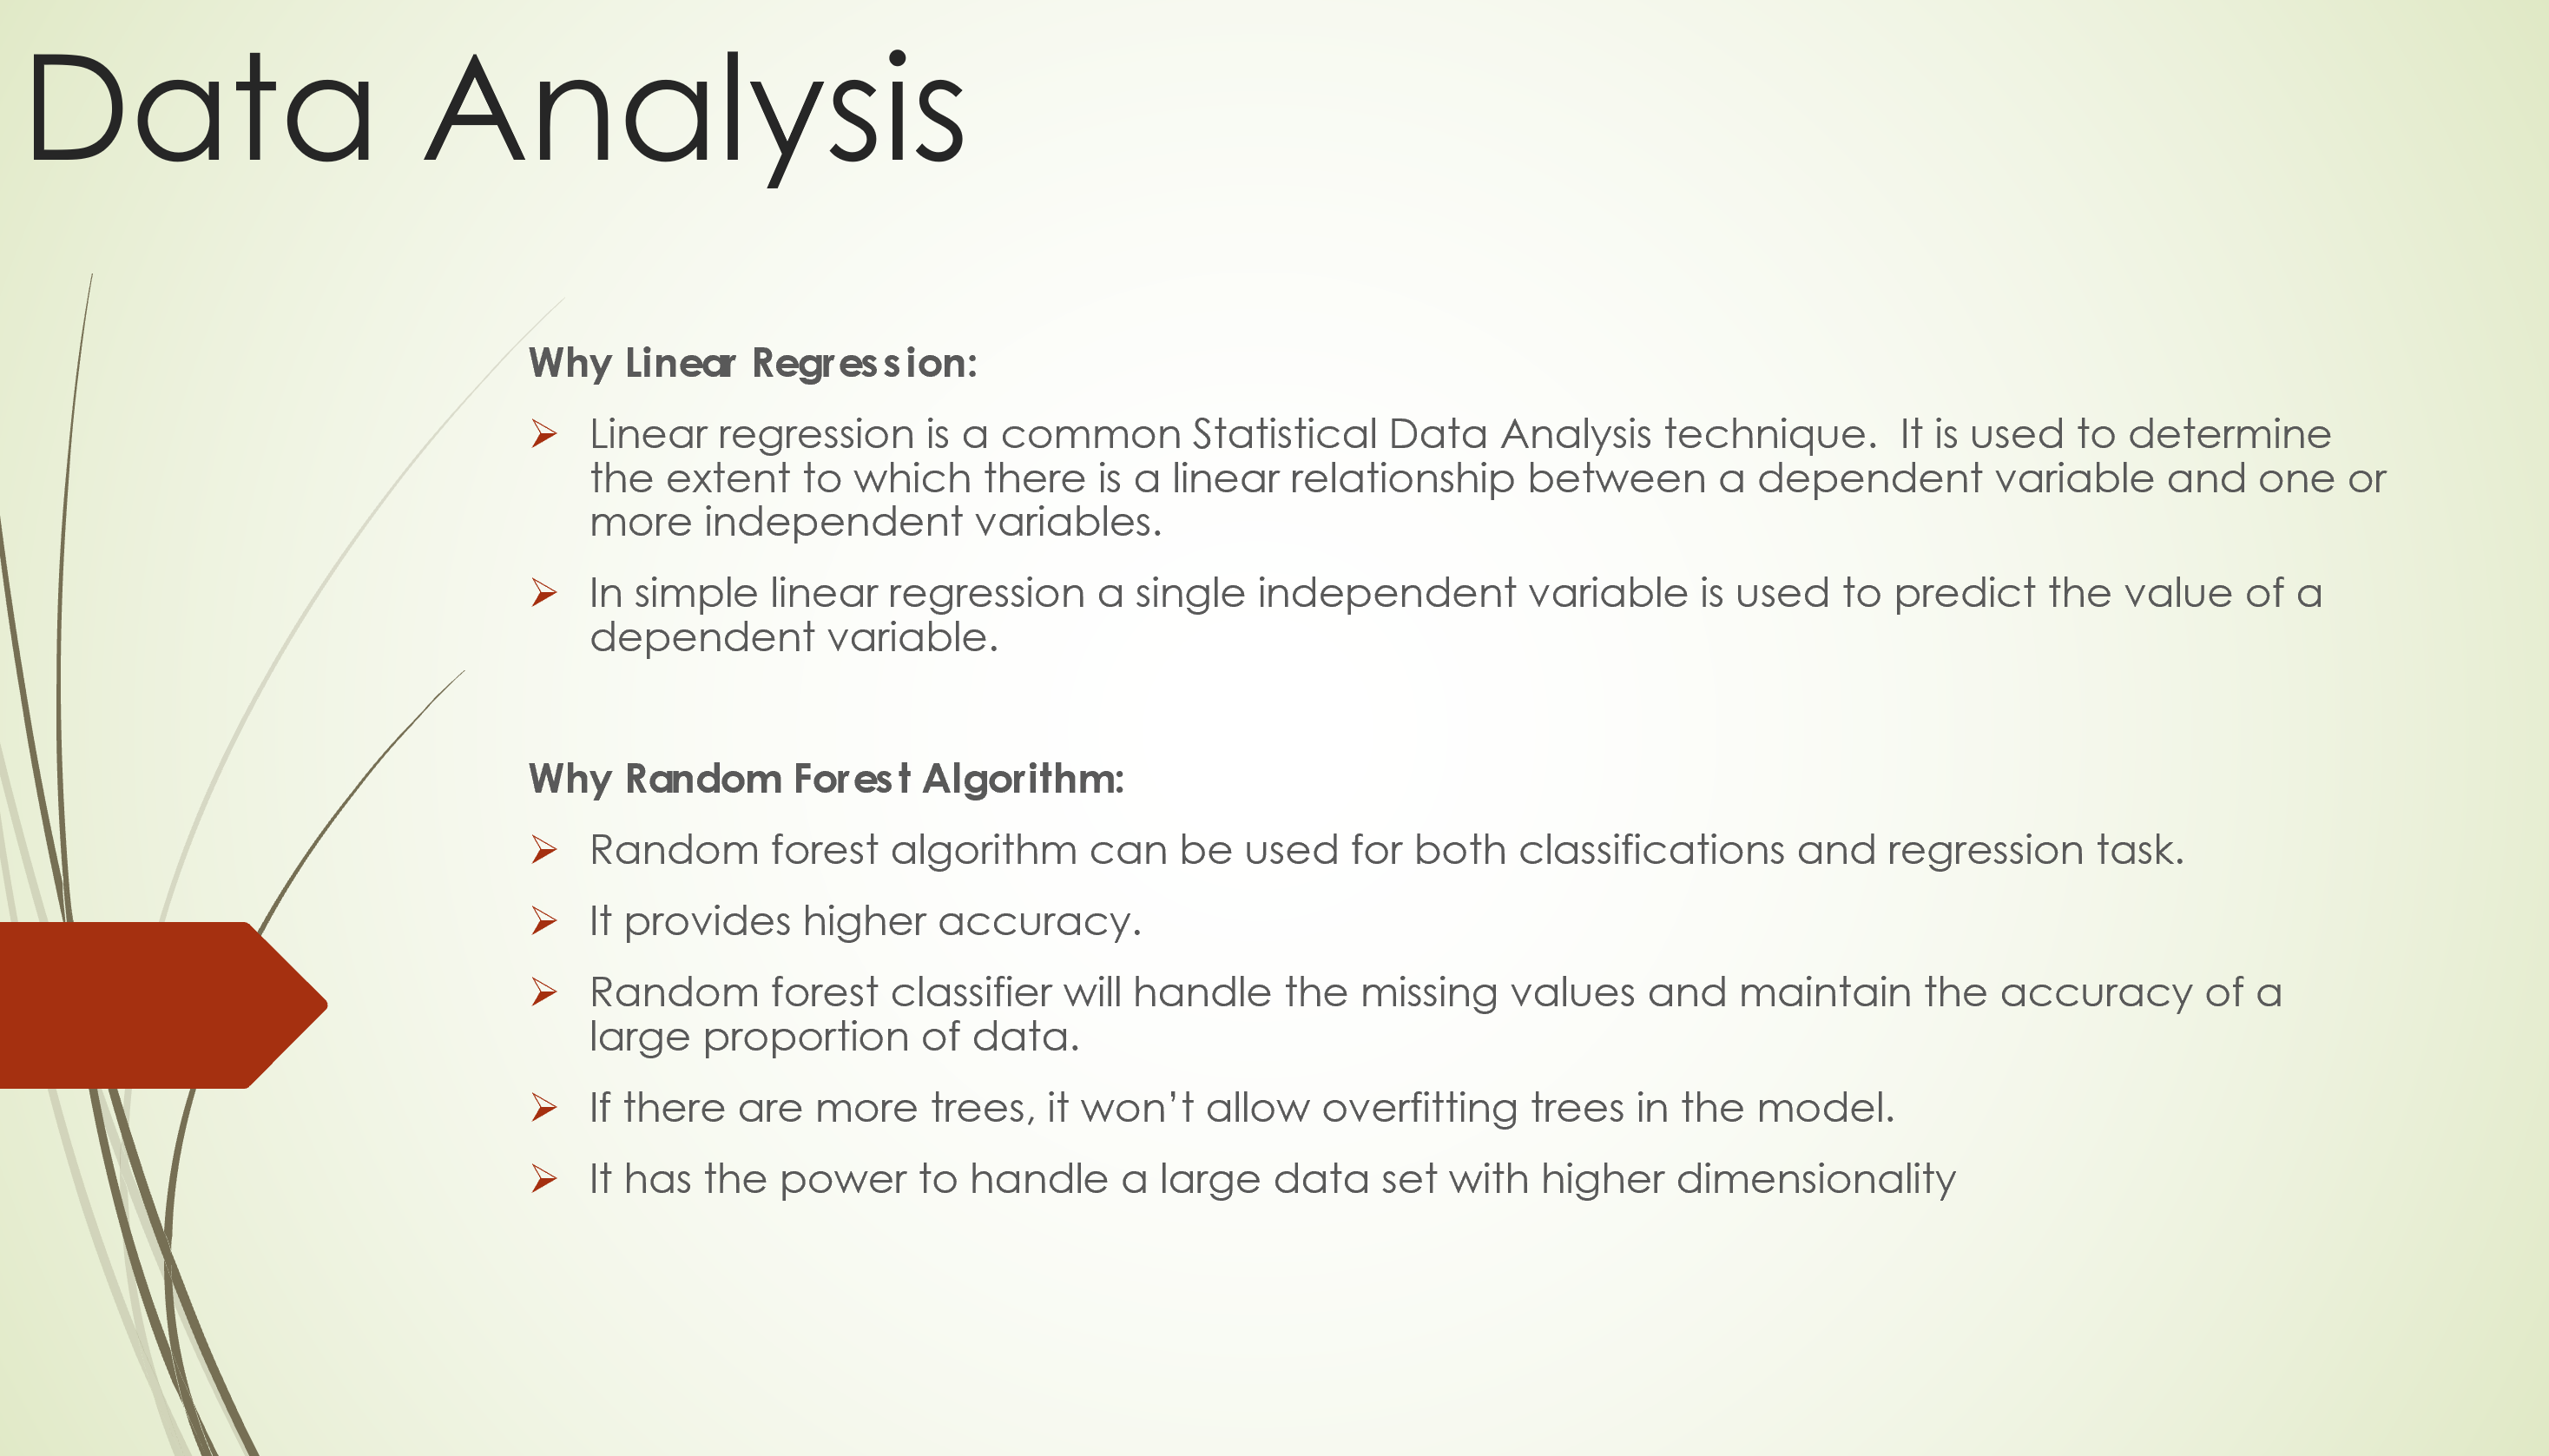 Data Analysis
Why Linear Regression:
Linear regression is a common Statistical Data Analysis technique.  It is used to determine
the extent to which there is a linear relationship between a dependent variable and one or
more independent variables.
In simple linear regression a single independent variable is used to predict the value of a
dependent variable.
Why Random Forest Algorithm:
Random forest algorithm can be used for both classifications and regression task.
It provides higher accuracy.
Random forest classifier will handle the missing values and maintain the accuracy of a
large proportion of data.
If there are more trees, it won’t allow overfitting trees in the model.
It has the power to handle a large data set with higher dimensionality